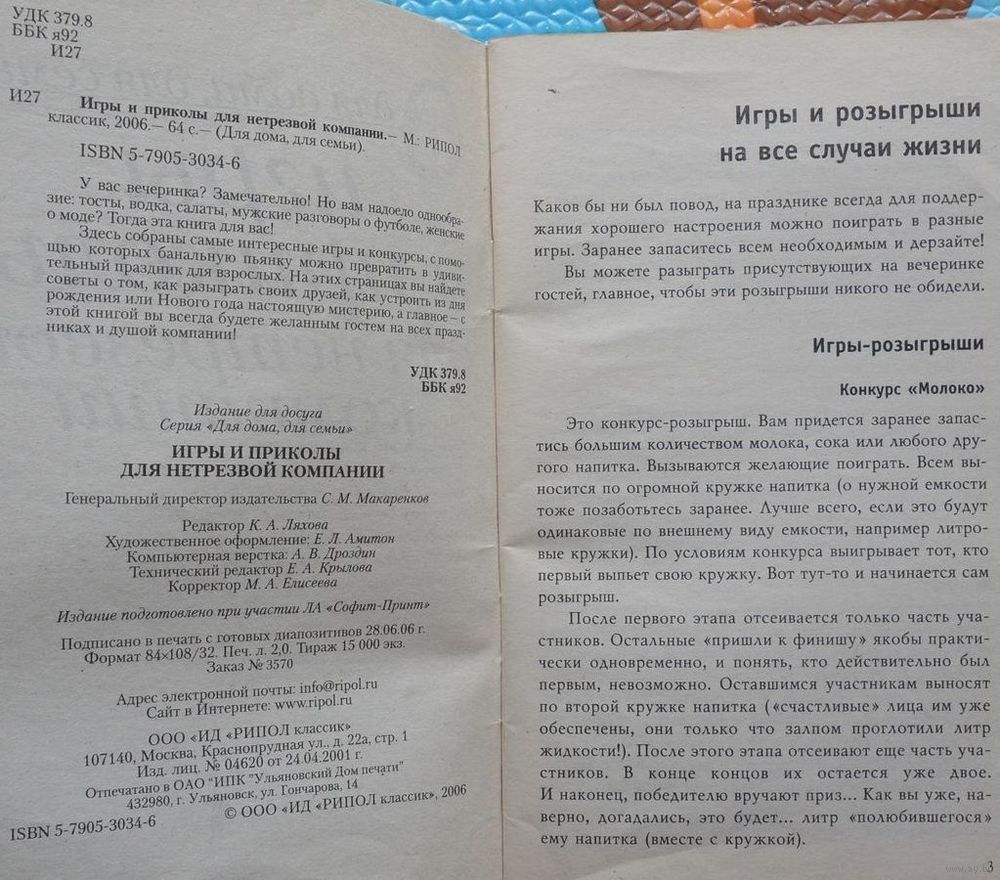 УДК 379.8
ББК я92
И27
И27
Игры и приколы для нетрезвой компании.— М.: РИПОЛ
классик, 2006.— 64 с.— (Для дома, для семьи).
ISBN 5-7905-3034-6
У вас вечеринка? Замечательно! Но вам надоело однообра-
зие: тосты, водка, салаты, мужские разговоры о футболе, женские
о моде? Тогда эта книга для вас!
Здесь собраны самые интересные игры и конкурсы, с помо-
щью которых банальную пьянку можно превратить в удиви-
тельный праздник для взрослых. На этих страницах вы найдете
советы о том, как разыграть своих друзей, как устроить из дня
рождения или Нового года настоящую мистерию, а главное – с
этой книгой вы всегда будете желанным гостем на всех празд-
никах и душой компании!
УДК 379.8
ББК я92
Издание для досуга
Серия «Для дома, для семьи»
ИГРЫ И ПРИКОЛЫ
ДЛЯ НЕТРЕЗВОЙ КОМПАНИИ
Генеральный директор издательства С. М. Макаренков
Редактор К. А. Ляхова
Художественное оформление: Е. Л. Амитон
Компьютерная верстка: А. В. Дроздин
Технический редактор Е. А. Крылова
Корректор М. А. Елисеева
Издание подготовлено при участии ЛА «Софит-Принт»
Подписано в печать с готовых диапозитивов 28.06.06 г.
Формат 84×108/32. Печ. л. 2,0. Тираж 15 000 экз.
Заказ № 3570
Адрес электронной почты: info@ripol.ru
Сайт в Интернете: www.ripol.ru
ООО «ИД «РИПОЛ классик»
107140, Москва, Краснопрудная ул., д. 22а, стр. 1
Изд. лиц. № 04620 от 24.04.2001 г.
Отпечатано в ОАО "ИПК "Ульяновский Дом печати"
432980, г. Ульяновск, ул. Гончарова, 14
© ООО «ИД «РИПОЛ классик», 2006
ISBN 5-7905-3034-6
Игры и розыгрыши
на все случаи жизни
Каков бы ни был повод, на празднике всегда для поддер-
жания хорошего настроения можно поиграть в разные
игры. Заранее запаситесь всем необходимым и дерзайте!
Вы можете разыграть присутствующих на вечеринке
гостей, главное, чтобы эти розыгрыши никого не обидели.
Игры-розыгрыши
Конкурс «Молоко»
Это конкурс-розыгрыш. Вам придется заранее запас-
тись большим количеством молока, сока или любого дру-
гого напитка. Вызываются желающие поиграть. Всем вы-
носится по огромной кружке напитка (о нужной емкости
тоже позаботьтесь заранее. Лучше всего, если это будут
одинаковые по внешнему виду емкости, например литро-
вые кружки). По условиям конкурса выигрывает тот, кто
первый выпьет свою кружку. Вот тут-то и начинается сам
розыгрыш.
После первого этапа отсеивается только часть уча-
стников. Остальные «пришли к финишу» якобы практи-
чески одновременно, и понять, кто действительно был
первым, невозможно. Оставшимся участникам выносят
по второй кружке напитка («счастливые» лица им уже
обеспечены, они только что залпом проглотили литр
жидкости!). После этого этапа отсеивают еще часть уча-
стников. В конце концов их остается уже двое.
И наконец, победителю вручают приз... Как вы уже, на-
верно, догадались, это будет... литр «полюбившегося»
ему напитка (вместе с кружкой).
3